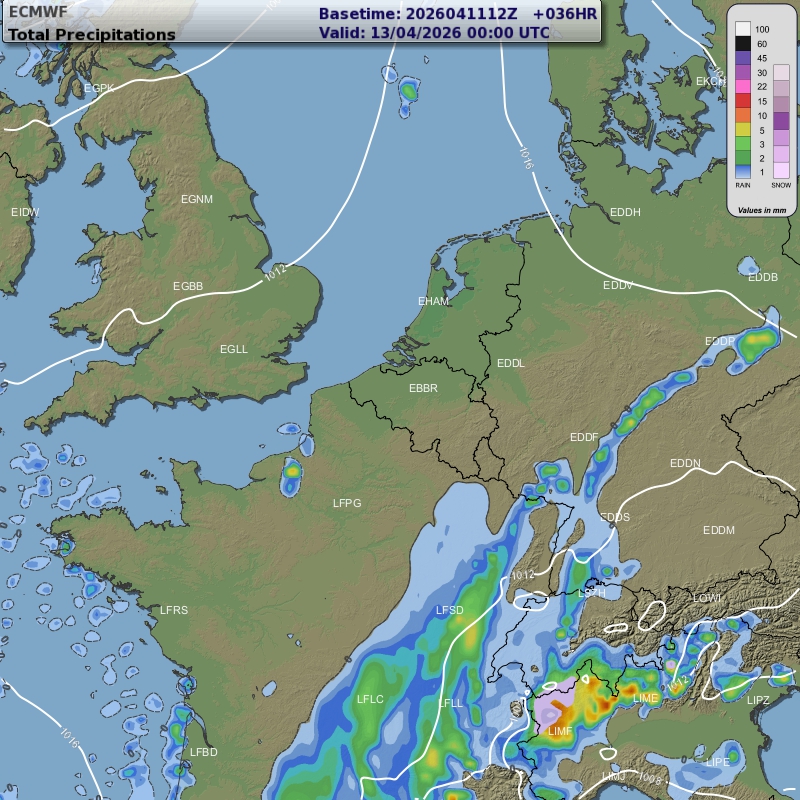 ECMWF
Basetime: 2026041112Z +036HR
Total Precipitations
Valid: 13/04/2026 00:00 UTC
100
60
45
30
22
15
10
5
3
2
1
RAIN
SNOW
Values in mm
EGPK
EKCH
1016
EIDW
EGNM
EDDH
1012
EGBB
EDDV
EDDB
EHAM
EGLL
EDDP
EDDL
EBBR
EDDF
EDDN
LFPG
EDDS
EDDM
1012
LFRS
LFSD
LSZH
LOWI
1012
LFLC
LFLL
LIME
LIPZ
1016
LIMF
LFBD
LIPE
LIMJ
1008